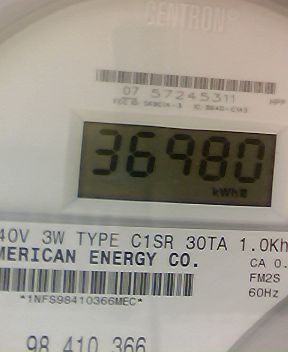 CENTRON®
07 57245311
HPP
36980
kWh
40V 3W TYPE C1SR 30TA 1.0Kh
MERICAN ENERGY CO.
CA 0.
FM2S
60Hz
*1NFS98410366MEC*
98 410 366